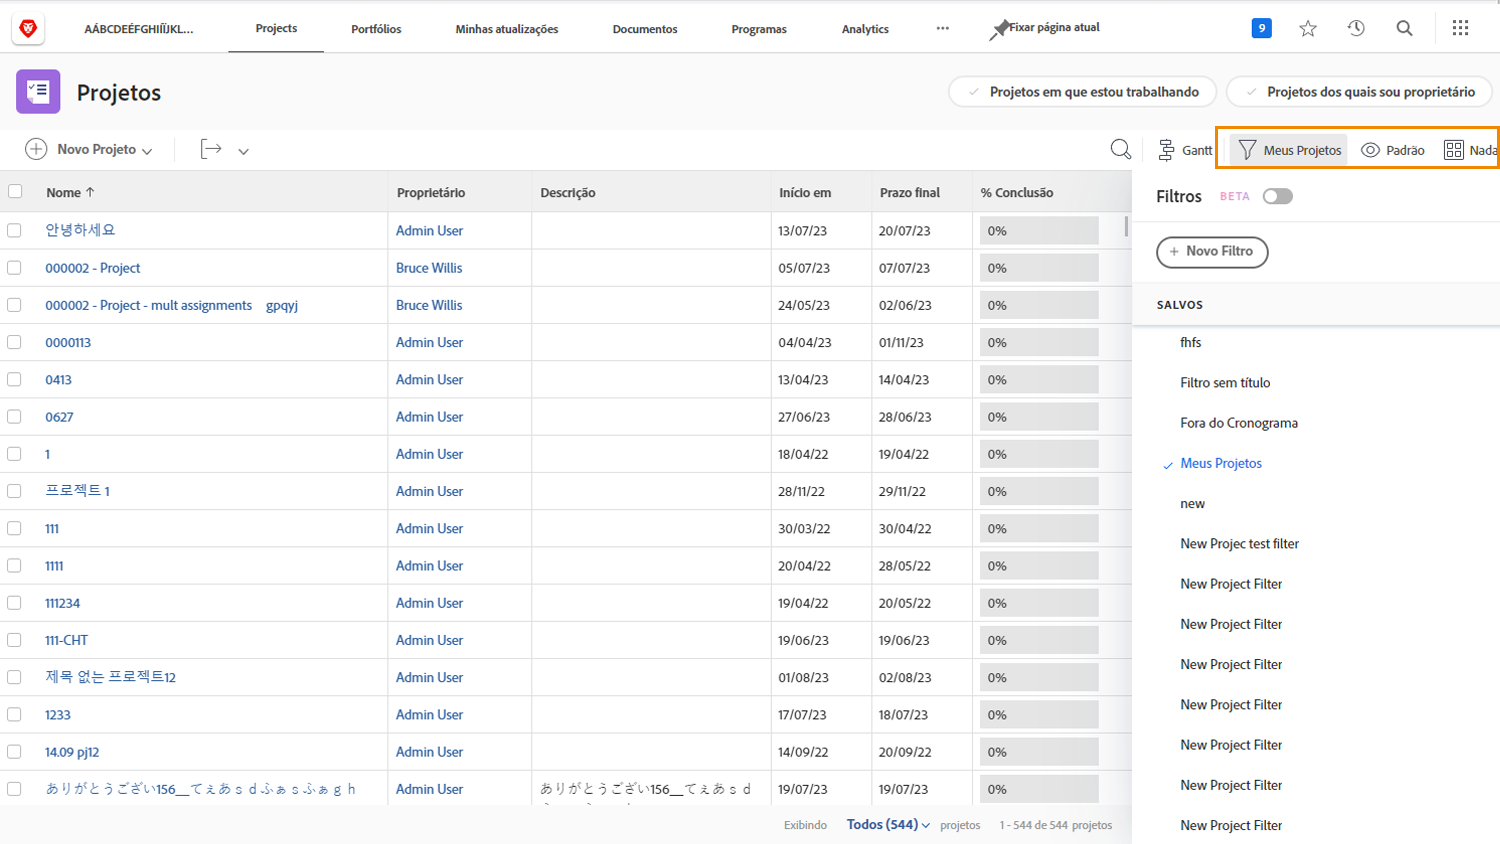 AÁBCDEÉFGHIÍÏJKL... Projects Portfólios Minhas atualizações Documentos Programas Analytics Fixar página atual 9
Projetos
Projetos em que estou trabalhando Projetos dos quais sou proprietário
Novo Projeto Gantt Meus Projetos Padrão Nada
Nome ↑ Proprietário Descrição Início em Prazo final % Conclusão
안녕하세요 Admin User 13/07/23 20/07/23 0%
000002 - Project Bruce Willis 05/07/23 07/07/23 0%
000002 - Project - mult assignments gpqyj Bruce Willis 24/05/23 02/06/23 0%
0000113 Admin User 04/04/23 01/11/23 0%
0413 Admin User 13/04/23 14/04/23 0%
0627 Admin User 27/06/23 28/06/23 0%
1 Admin User 18/04/22 19/04/22 0%
프로젝트 1 Admin User 28/11/22 29/11/22 0%
111 Admin User 30/03/22 30/04/22 0%
1111 Admin User 20/04/22 28/05/22 0%
111234 Admin User 19/04/22 20/05/22 0%
111-CHT Admin User 19/06/23 19/06/23 0%
제목 없는 프로젝트12 Admin User 01/08/23 02/08/23 0%
1233 Admin User 17/07/23 18/07/23 0%
14.09 pj12 Admin User 14/09/22 20/09/22 0%
ありがとうござい156__てぇあｓｄふぁｓふぁｇｈ Admin User ありがとうござい156__てぇあｓｄ 19/07/23 19/07/23 0%
Exibindo Todos (544) projetos 1 - 544 de 544 projetos
Filtros BETA
+ Novo Filtro
SALVOS
fhfs
Filtro sem título
Fora do Cronograma
Meus Projetos
new
New Projec test filter
New Project Filter
New Project Filter
New Project Filter
New Project Filter
New Project Filter
New Project Filter
New Project Filter